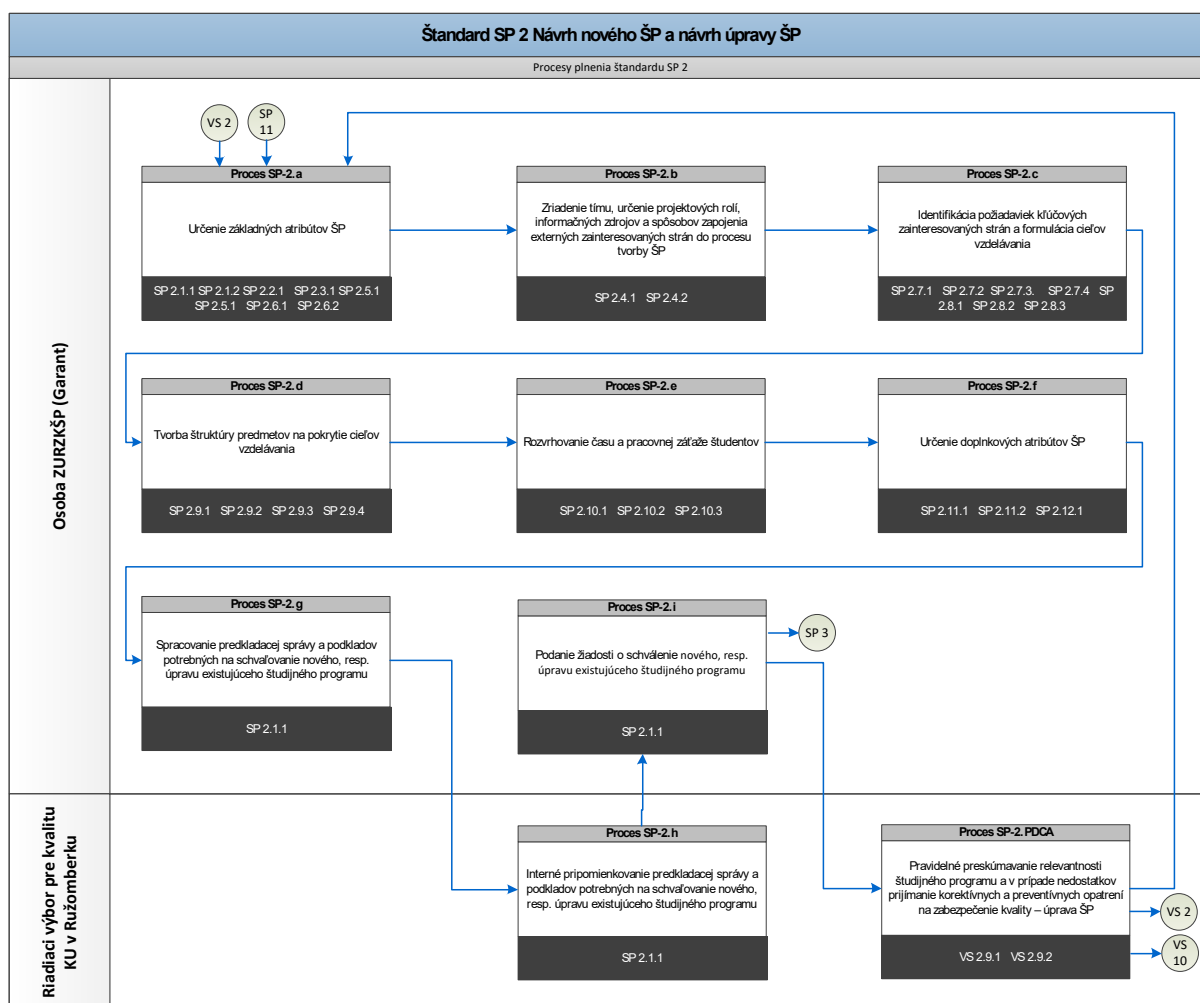 Štandard SP 2 Návrh nového ŠP a návrh úpravy ŠP
Procesy plnenia štandardu SP 2
Osoba ZURZKŠP (Garant)
VS 2
SP
11
Proces SP-2. a
Určenie základných atribútov ŠP
SP 2.1.1 SP 2.1.2 SP 2.2.1 SP 2.3.1 SP 2.5.1
SP 2.5.1 SP 2.6.1 SP 2.6.2
Proces SP-2. b
Zriadenie tímu, určenie projektových rolí,
informačných zdrojov a spôsobov zapojenia
externých zainteresovaných strán do procesu
tvorby ŠP
SP 2.4.1 SP 2.4.2
Proces SP-2. c
Identifikácia požiadaviek kľúčových
zainteresovaných strán a formulácia cieľov
vzdelávania
SP 2.7.1 SP 2.7.2 SP 2.7.3. SP 2.7.4 SP
2.8.1 SP 2.8.2 SP 2.8.3
Proces SP-2. d
Tvorba štruktúry predmetov na pokrytie cieľov
vzdelávania
SP 2.9.1 SP 2.9.2 SP 2.9.3 SP 2.9.4
Proces SP-2. e
Rozvrhovanie času a pracovnej záťaže študentov
SP 2.10.1 SP 2.10.2 SP 2.10.3
Proces SP-2. f
Určenie doplnkových atribútov ŠP
SP 2.11.1 SP 2.11.2 SP 2.12.1
Proces SP-2. g
Spracovanie predkladacej správy a podkladov
potrebných na schvaľovanie nového, resp.
úpravu existujúceho študijného programu
SP 2.1.1
Proces SP-2. i
Podanie žiadosti o schválenie nového, resp.
úpravu existujúceho študijného programu
SP 2.1.1
SP 3
Riadiaci výbor pre kvalitu
KU v Ružomberku
Proces SP-2. h
Interné pripomienkovanie predkladacej správy a
podkladov potrebných na schvaľovanie nového,
resp. úpravu existujúceho študijného programu
SP 2.1.1
Proces SP-2. PDCA
Pravidelné preskúmavanie relevantnosti
študijného programu a v prípade nedostatkov
prijímanie korektívnych a preventívnych opatrení
na zabezpečenie kvality – úprava ŠP
VS 2.9.1 VS 2.9.2
VS 2
VS
10